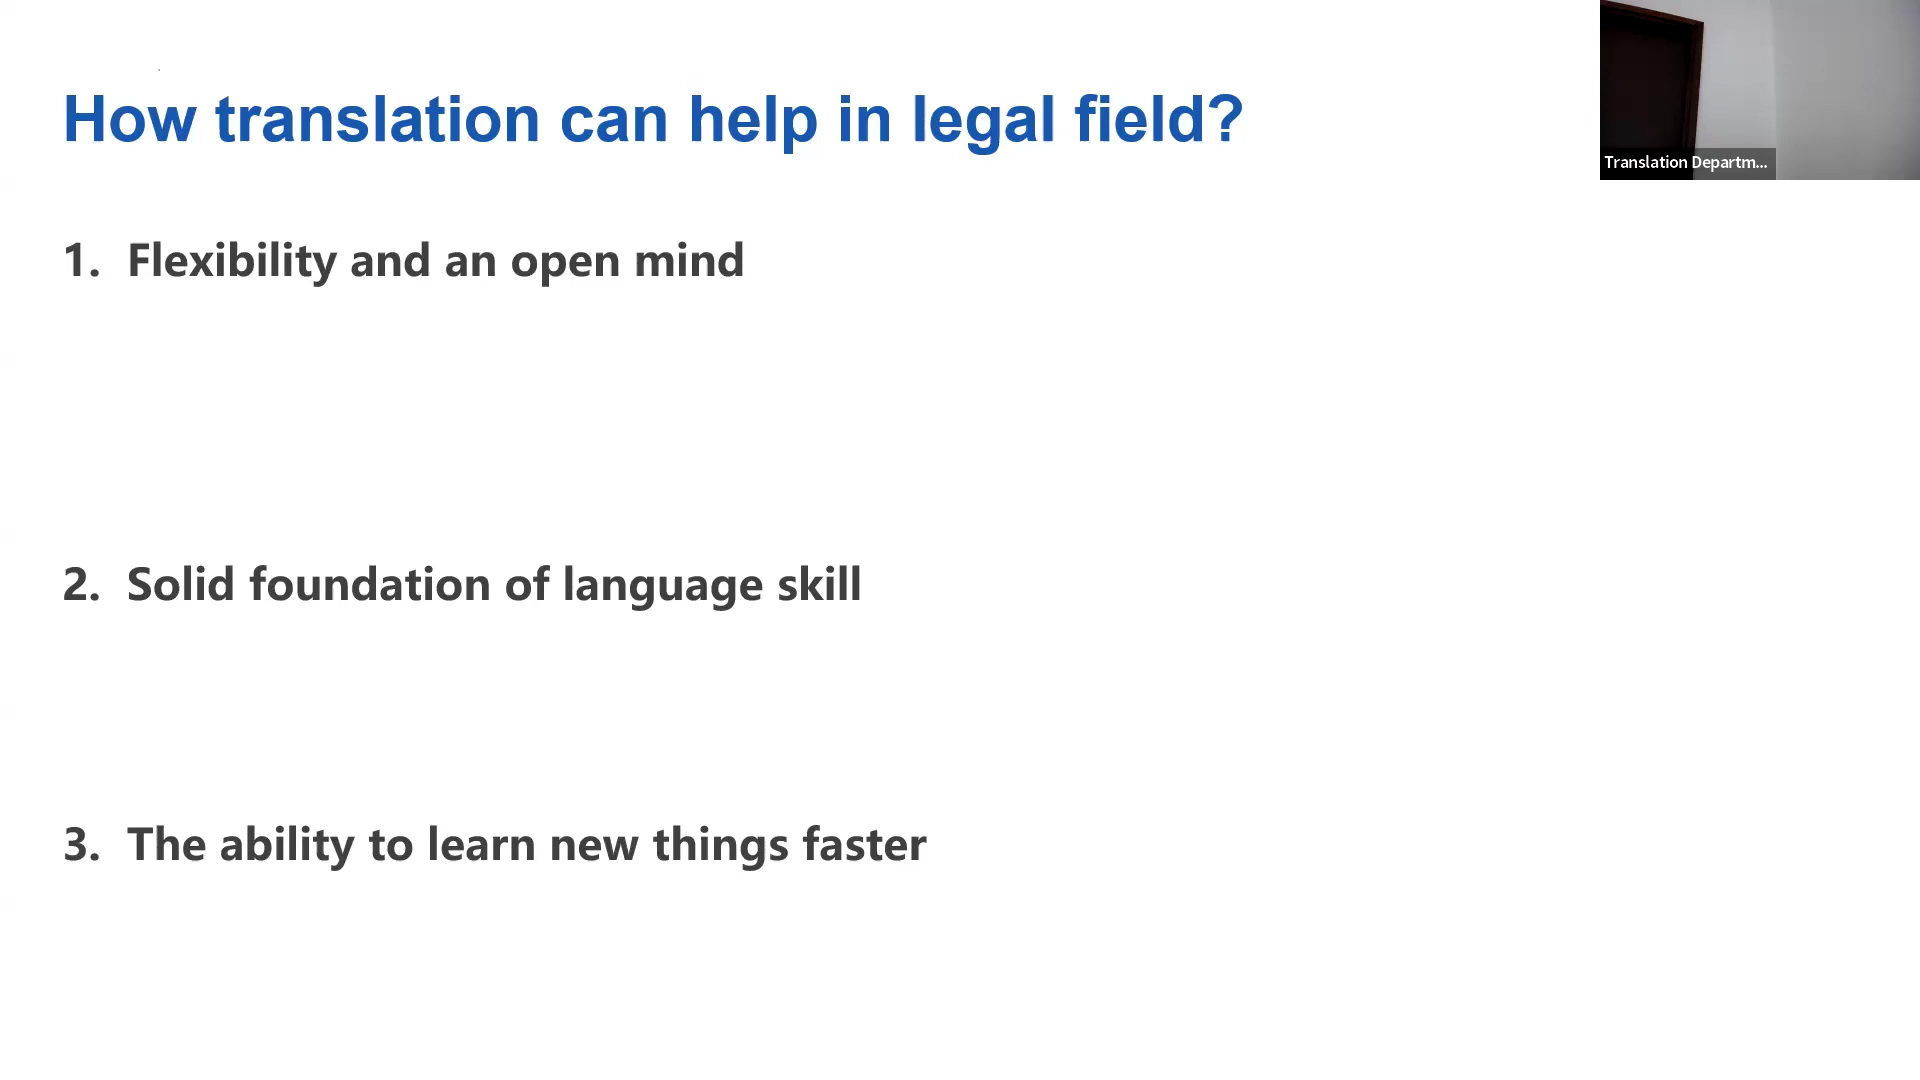 How translation can help in legal field?
Translation Departm...
1. Flexibility and an open mind
2. Solid foundation of language skill
3. The ability to learn new things faster